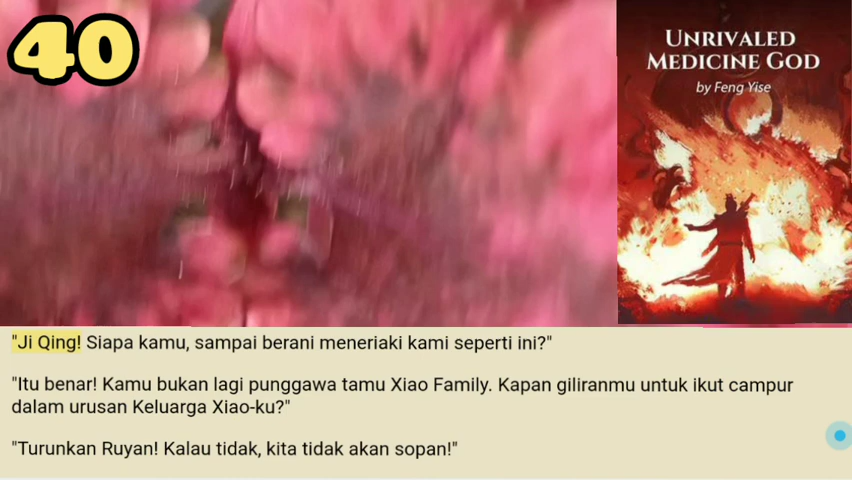 40
UNRIVALED
MEDICINE GOD
by Feng Yise
"Ji Qing! Siapa kamu, sampai berani meneriaki kami seperti ini?"
"Itu benar! Kamu bukan lagi punggawa tamu Xiao Family. Kapan giliranmu untuk ikut campur
dalam urusan Keluarga Xiao-ku?"
"Turunkan Ruyan! Kalau tidak, kita tidak akan sopan!"